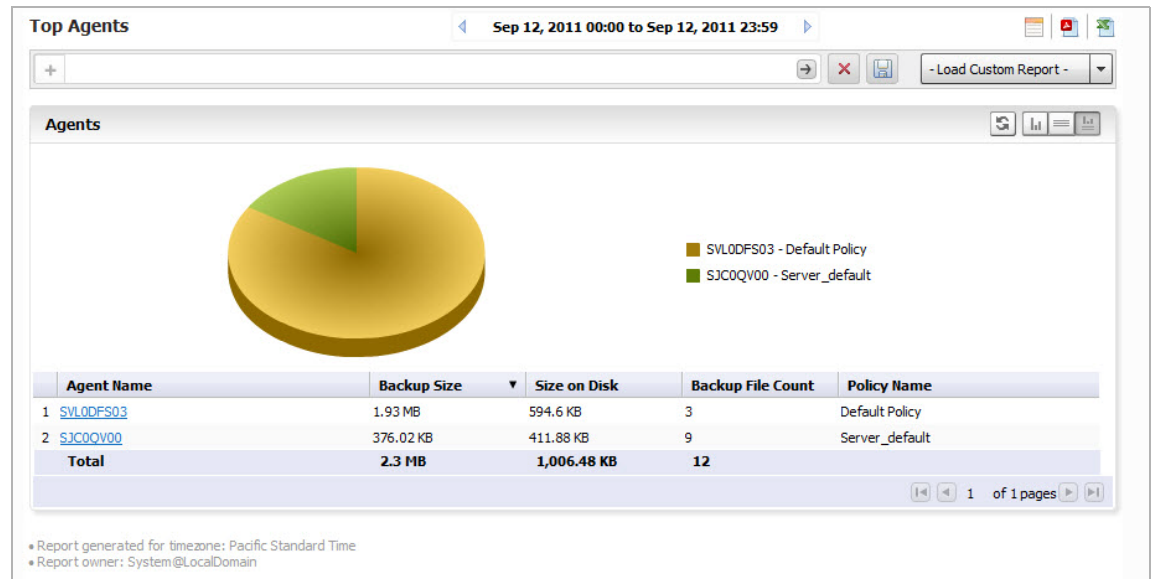 Top Agents
Sep 12, 2011 00:00 to Sep 12, 2011 23:59
- Load Custom Report -
Agents
SVL0DFS03 - Default Policy
SJC0QV00 - Server_default
Agent Name Backup Size Size on Disk Backup File Count Policy Name
1 SVL0DFS03 1.93 MB 594.6 KB 3 Default Policy
2 SJC0QV00 376.02 KB 411.88 KB 9 Server_default
Total 2.3 MB 1,006.48 KB 12
1 of 1 pages
• Report generated for timezone: Pacific Standard Time
• Report owner: System@LocalDomain